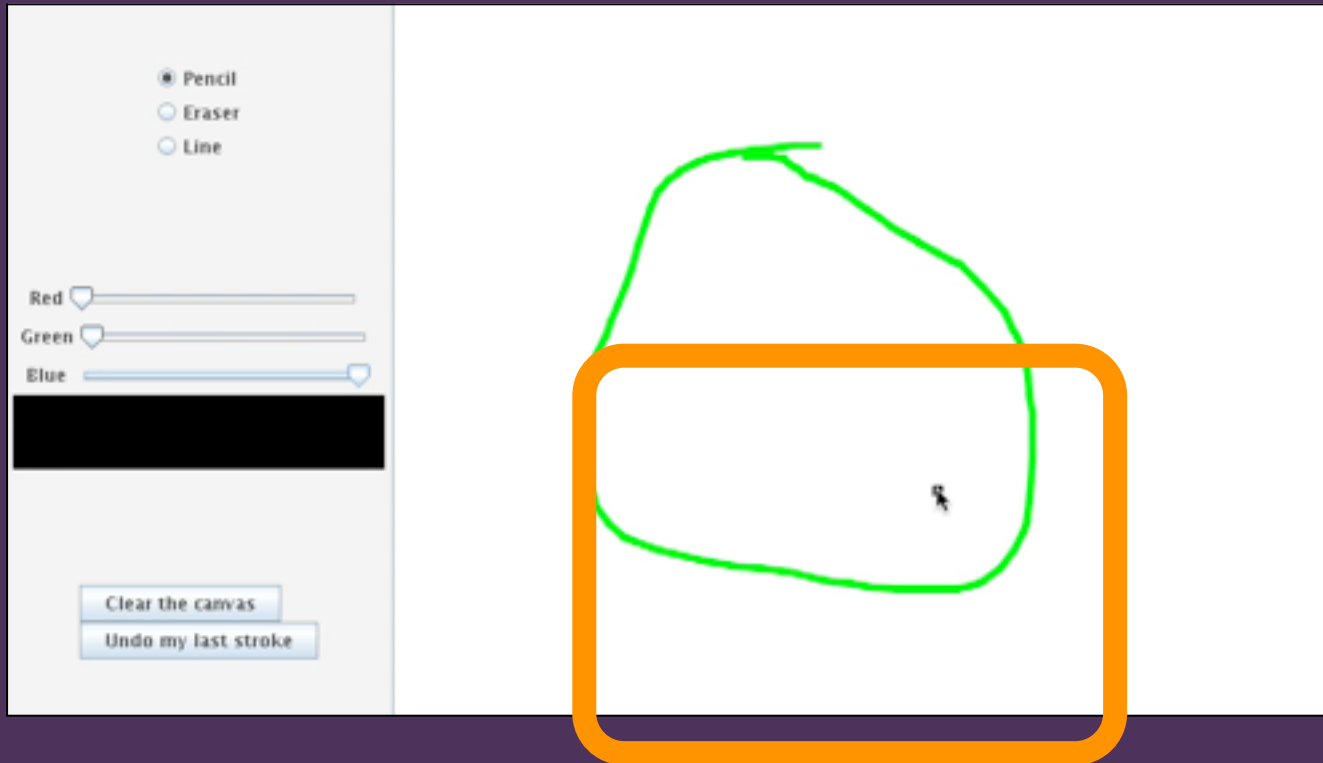 Pencil
Eraser
Line
Red
Green
Blue
Clear the canvas
Undo my last stroke